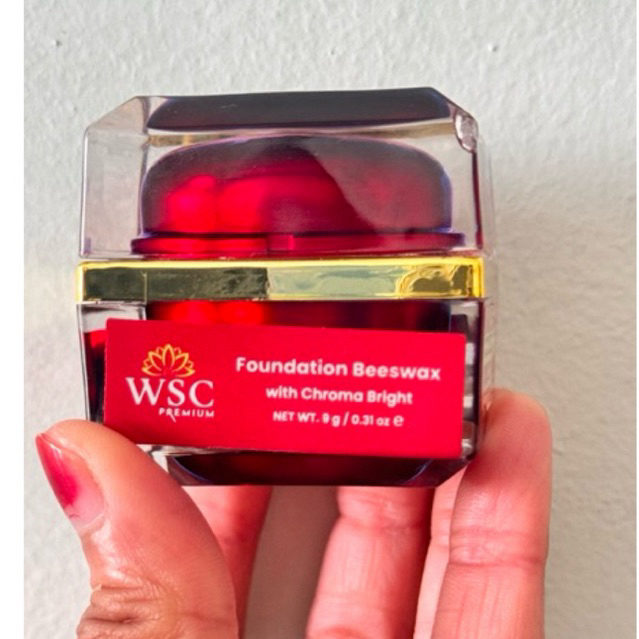 WSC
PREMIUM
Foundation Beeswax
with Chroma Bright
NET WT. 9 g / 0.31 oz ℮